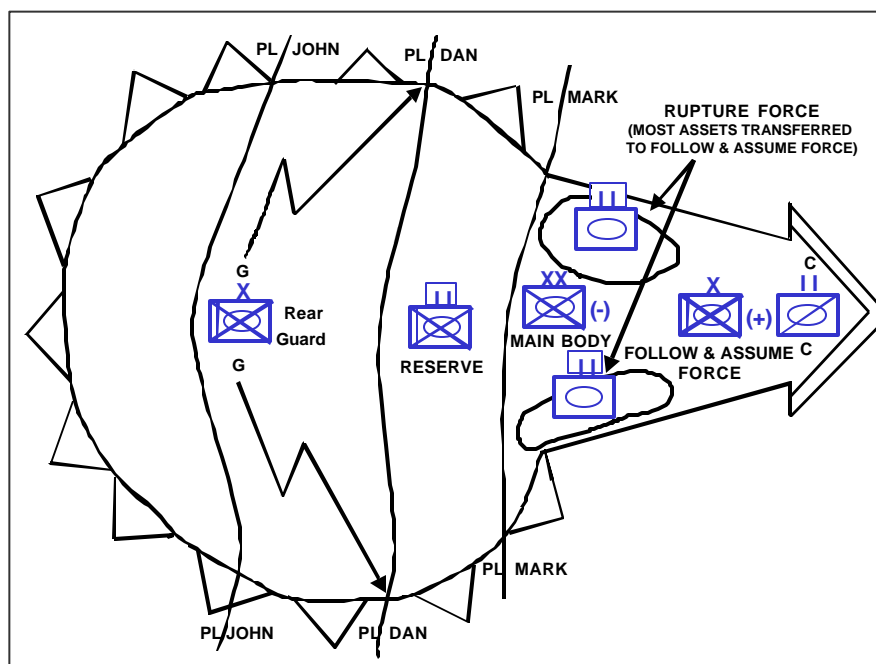 PL JOHN
PL DAN
PL MARK
RUPTURE FORCE
(MOST ASSETS TRANSFERRED
TO FOLLOW & ASSUME FORCE)
G
X
Rear
Guard
G
II
RESERVE
XX
(-)
MAIN BODY
II
II
X
(+)
C
II
C
FOLLOW & ASSUME
FORCE
PL MARK
PL JOHN
PL DAN